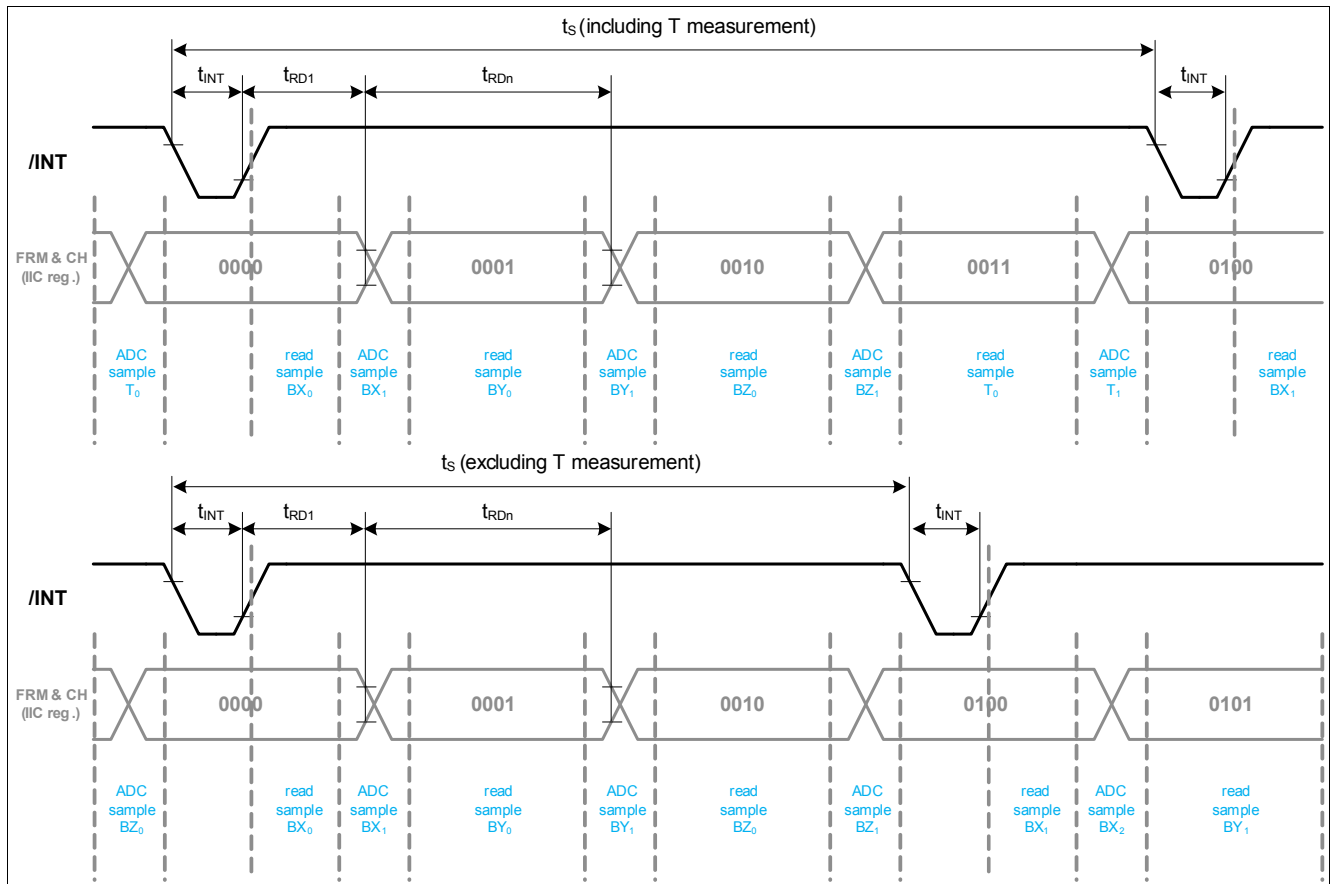 tS (including T measurement)
tINT tRD1 tRDn tINT
/INT
FRM & CH
(IIC reg.)
0000 0001 0010 0011 0100
ADC sample T0
read sample BX0
ADC sample BX1
read sample BY0
ADC sample BY1
read sample BZ0
ADC sample BZ1
read sample T0
ADC sample T1
read sample BX1
tS (excluding T measurement)
tINT tRD1 tRDn tINT
/INT
FRM & CH
(IIC reg.)
0000 0001 0010 0100 0101
ADC sample BZ0
read sample BX0
ADC sample BX1
read sample BY0
ADC sample BY1
read sample BZ0
ADC sample BZ1
read sample BX1
ADC sample BX2
read sample BY1